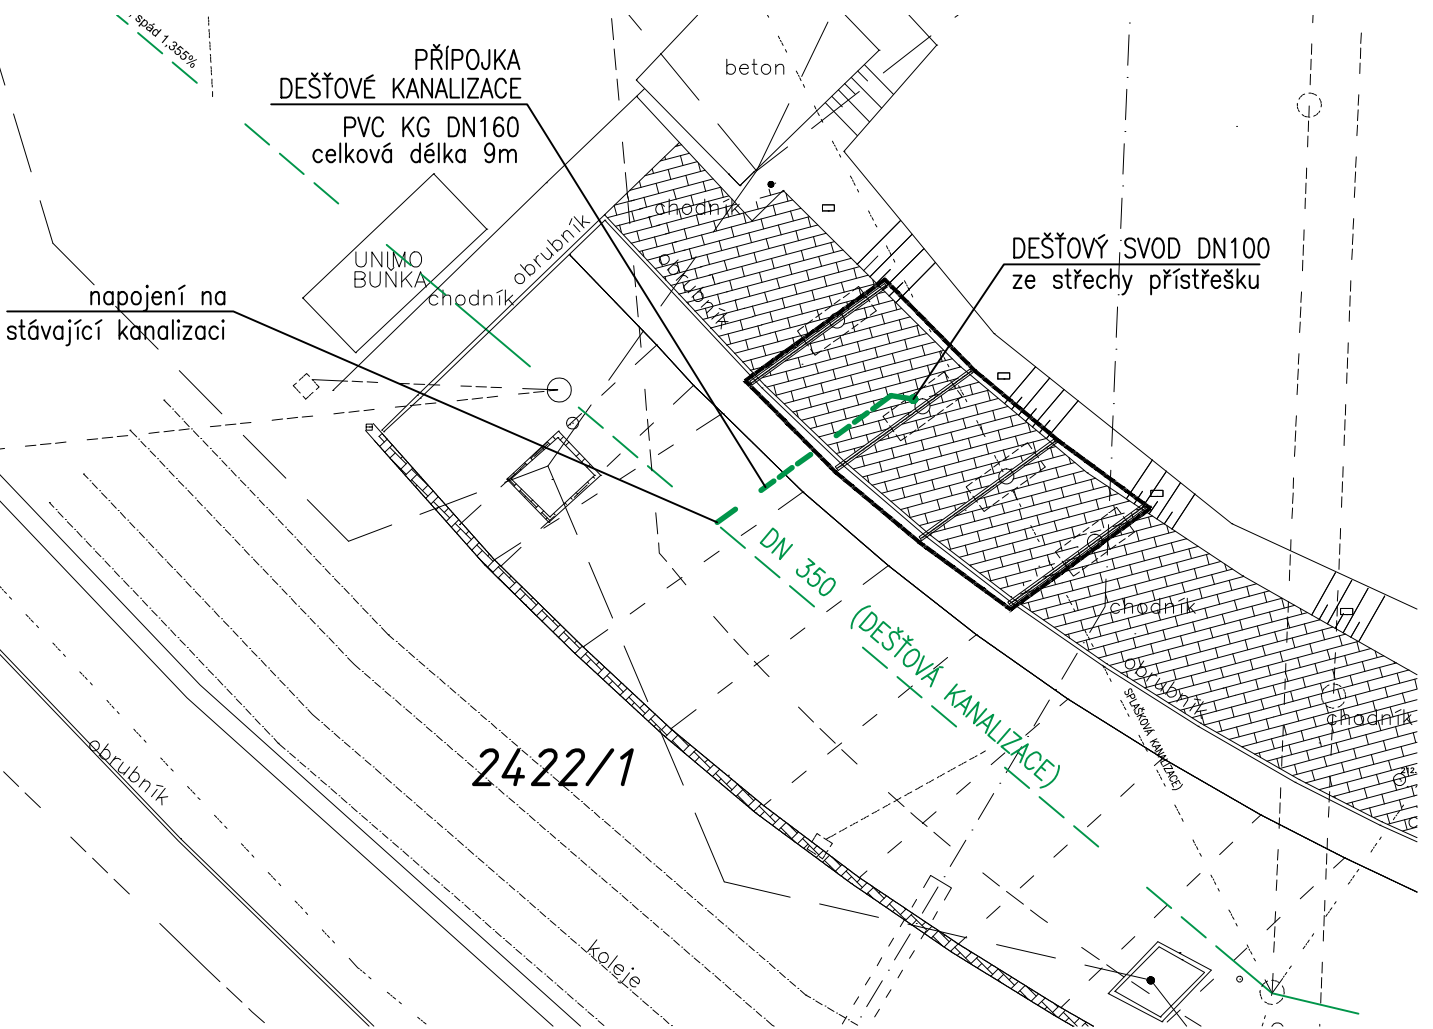 spád 1,355%
PŘÍPOJKA
DEŠŤOVÉ KANALIZACE
PVC KG DN160
celková délka 9m
beton
chodník
obrubník
obrubník
UNIMO
BUŇKA
chodník
DEŠŤOVÝ SVOD DN100
ze střechy přístřešku
napojení na
stávající kanalizaci
DN 350 (DEŠŤOVÁ KANALIZACE)
chodník
obrubník
SPLAŠKOVÁ KANALIZACE)
chodník
212
2422/1
obrubník
koleje